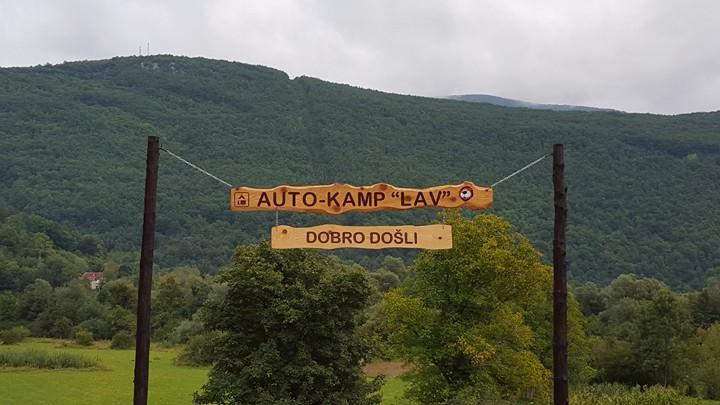 AUTO-KAMP "LAV"
DOBRO DOŠLI